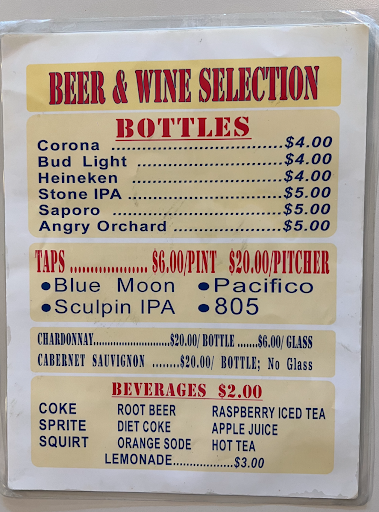 BEER & WINE SELECTION
BOTTLES
Corona ..............................$4.00
Bud Light ..........................$4.00
Heineken ..........................$4.00
Stone IPA ..........................$5.00
Saporo ..............................$5.00
Angry Orchard ...................$5.00
TAPS ................... $6.00/PINT $20.00/PITCHER
●Blue Moon ●Pacifico
●Sculpin IPA ●805
CHARDONNAY.............................$20.00/ BOTTLE .......$6.00/ GLASS
CABERNET SAUVIGNON ........$20.00/ BOTTLE; No Glass
BEVERAGES $2.00
COKE ROOT BEER RASPBERRY ICED TEA
SPRITE DIET COKE APPLE JUICE
SQUIRT ORANGE SODE HOT TEA
LEMONADE..................$3.00